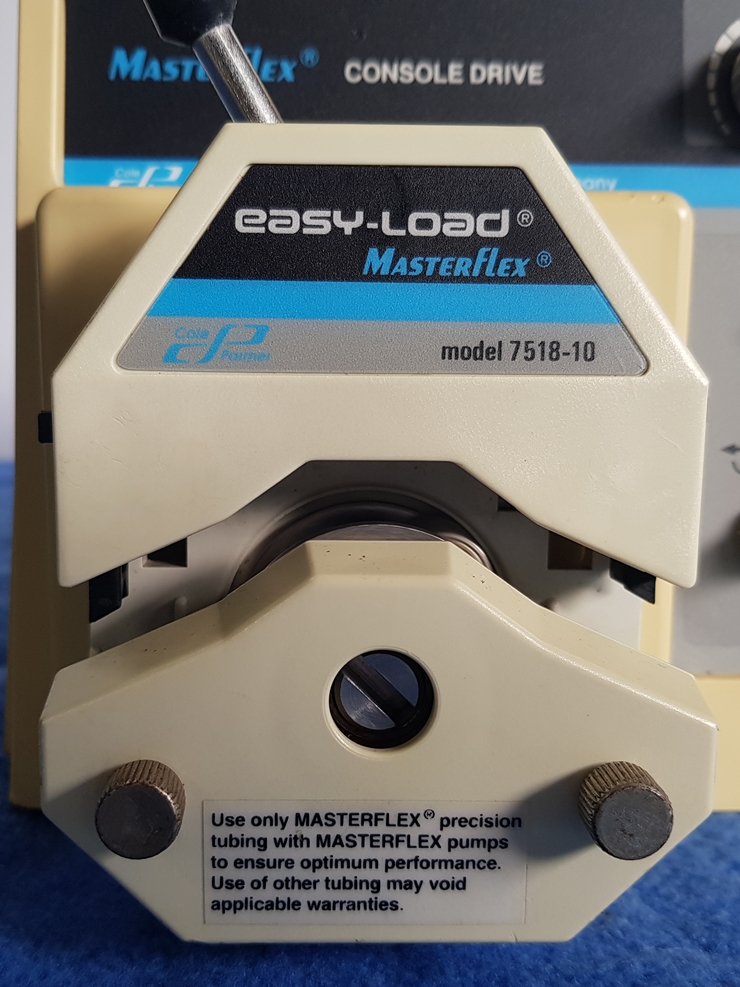 MASTERFLEX® CONSOLE DRIVE
easy-Load®
MASTERFLEX®
Cole
Parmer
model 7518-10
Use only MASTERFLEX® precision
tubing with MASTERFLEX pumps
to ensure optimum performance.
Use of other tubing may void
applicable warranties.